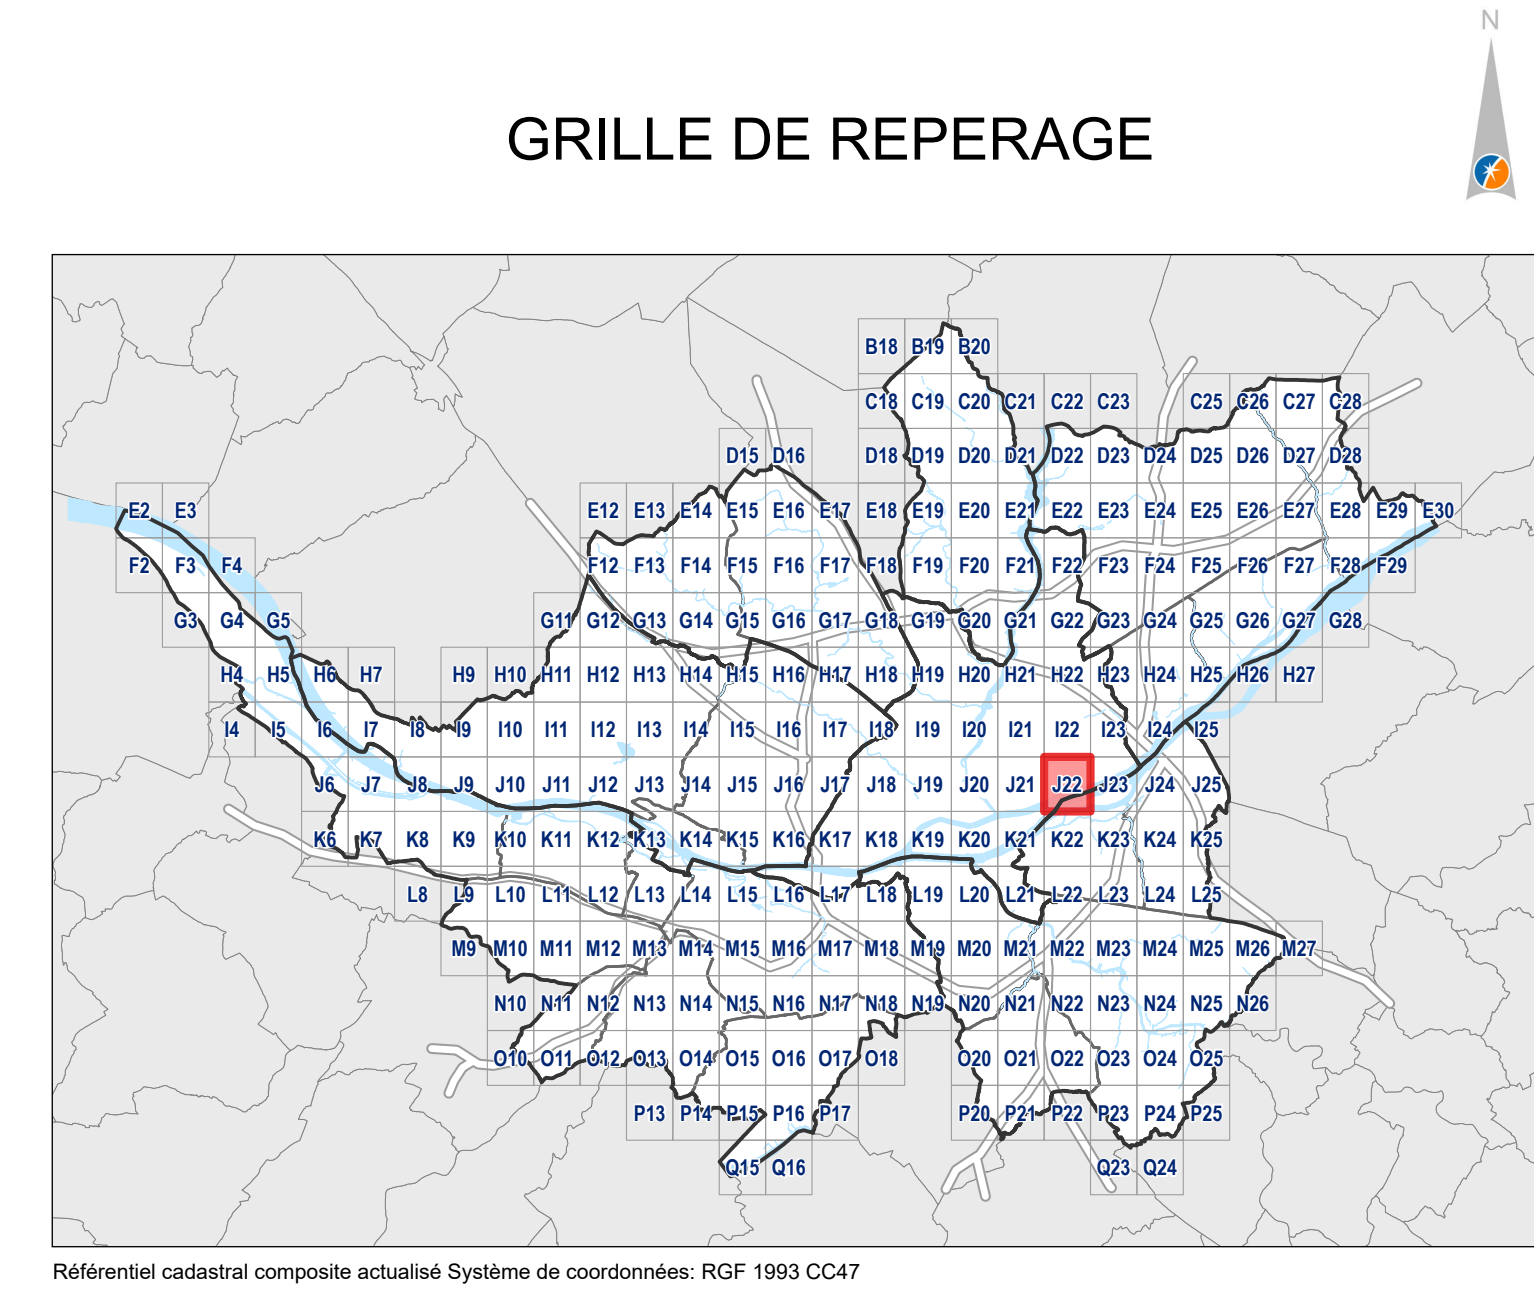 N
GRILLE DE REPERAGE
B18 B19 B20
C18 C19 C20 C21 C22 C23 C25 C26 C27 C28
D15 D16 D18 D19 D20 D21 D22 D23 D24 D25 D26 D27 D28
E2 E3 E12 E13 E14 E15 E16 E17 E18 E19 E20 E21 E22 E23 E24 E25 E26 E27 E28 E29 E30
F2 F3 F4 F12 F13 F14 F15 F16 F17 F18 F19 F20 F21 F22 F23 F24 F25 F26 F27 F28 F29
G3 G4 G5 G11 G12 G13 G14 G15 G16 G17 G18 G19 G20 G21 G22 G23 G24 G25 G26 G27 G28
H4 H5 H6 H7 H9 H10 H11 H12 H13 H14 H15 H16 H17 H18 H19 H20 H21 H22 H23 H24 H25 H26 H27
I4 I5 I6 I7 I8 I9 I10 I11 I12 I13 I14 I15 I16 I17 I18 I19 I20 I21 I22 I23 I24 I25
J6 J7 J8 J9 J10 J11 J12 J13 J14 J15 J16 J17 J18 J19 J20 J21 J22 J23 J24 J25
K6 K7 K8 K9 K10 K11 K12 K13 K14 K15 K16 K17 K18 K19 K20 K21 K22 K23 K24 K25
L8 L9 L10 L11 L12 L13 L14 L15 L16 L17 L18 L19 L20 L21 L22 L23 L24 L25
M9 M10 M11 M12 M13 M14 M15 M16 M17 M18 M19 M20 M21 M22 M23 M24 M25 M26 M27
N10 N11 N12 N13 N14 N15 N16 N17 N18 N19 N20 N21 N22 N23 N24 N25 N26
O10 O11 O12 O13 O14 O15 O16 O17 O18 O20 O21 O22 O23 O24 O25
P13 P14 P15 P16 P17 P20 P21 P22 P23 P24 P25
Q15 Q16 Q23 Q24
Référentiel cadastral composite actualisé Système de coordonnées: RGF 1993 CC47